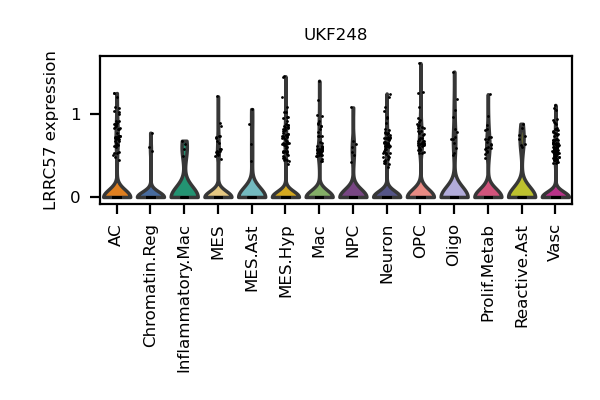 UKF248
LRRC57 expression
1
0
AC
Chromatin.Reg
Inflammatory.Mac
MES
MES.Ast
MES.Hyp
Mac
NPC
Neuron
OPC
Oligo
Prolif.Metab
Reactive.Ast
Vasc